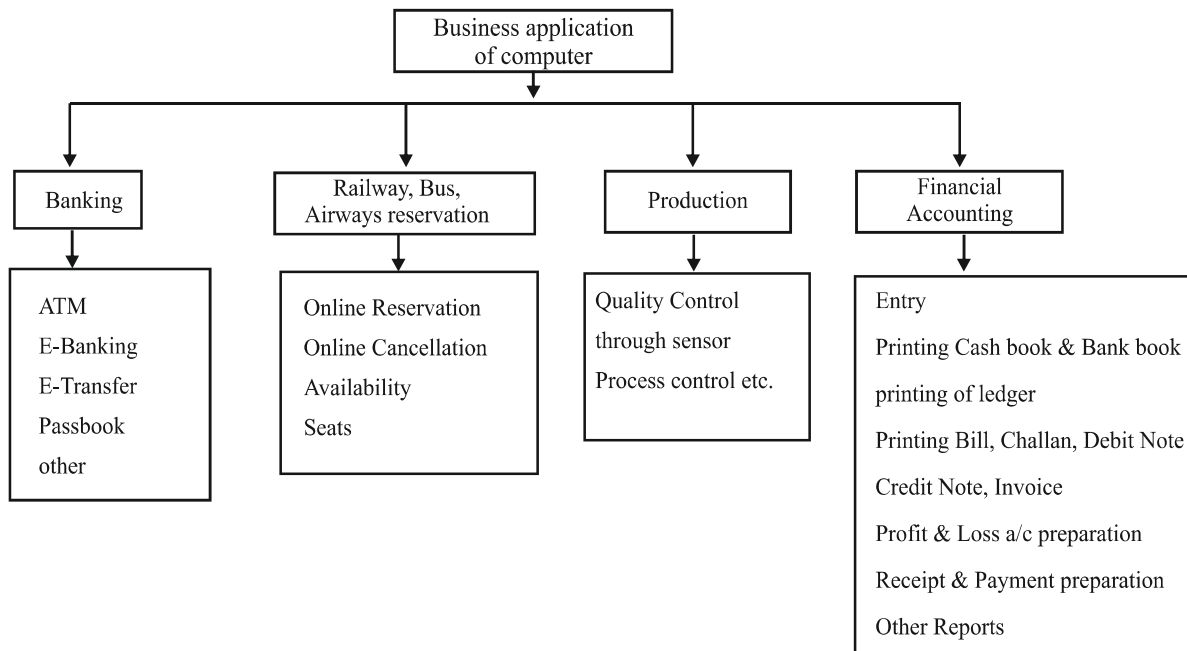 Business application
of computer
Banking
Railway, Bus,
Airways reservation
Production
Financial
Accounting
ATM
E-Banking
E-Transfer
Passbook
other
Online Reservation
Online Cancellation
Availability
Seats
Quality Control
through sensor
Process control etc.
Entry
Printing Cash book & Bank book
printing of ledger
Printing Bill, Challan, Debit Note
Credit Note, Invoice
Profit & Loss a/c preparation
Receipt & Payment preparation
Other Reports